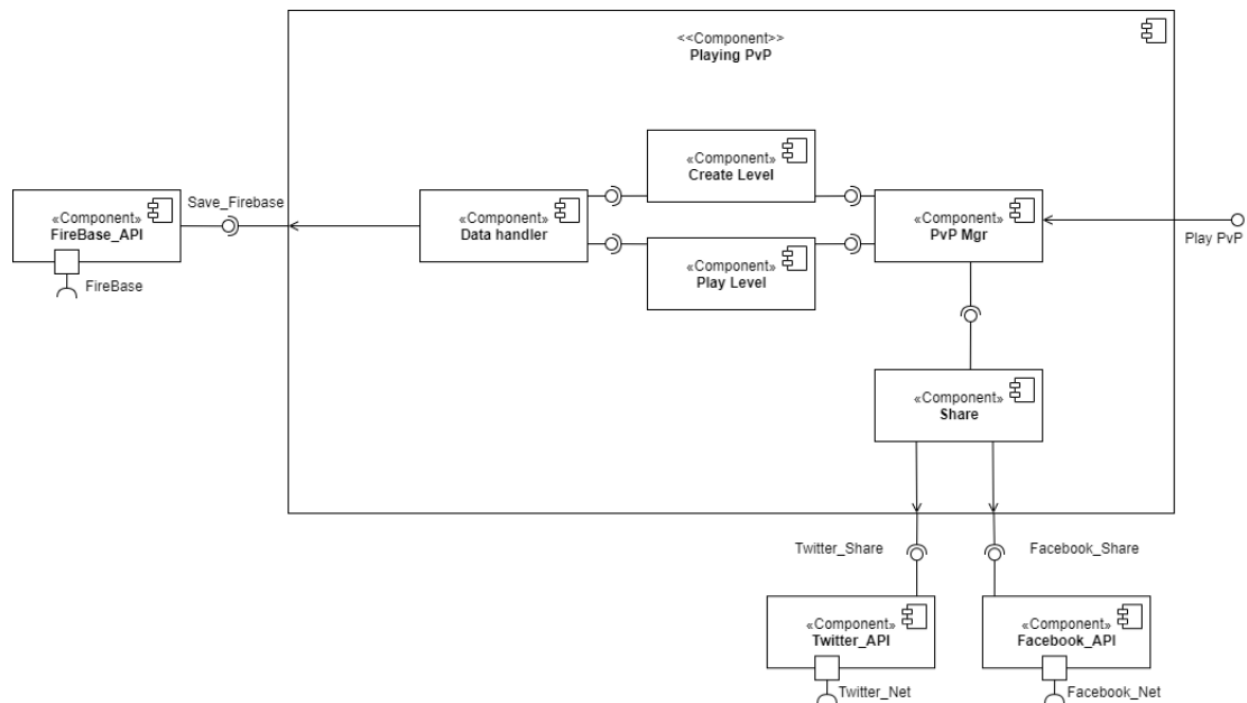 <<Component>>
Playing PvP
«Component»
Create Level
Save_Firebase
«Component»
FireBase_API
«Component»
Data handler
«Component»
PvP Mgr
Play PvP
«Component»
Play Level
FireBase
«Component»
Share
Twitter_Share
Facebook_Share
«Component»
Twitter_API
«Component»
Facebook_API
Twitter_Net
Facebook_Net